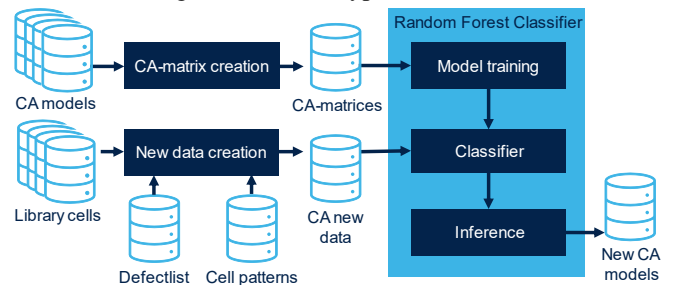 Random Forest Classifier
CA-matrix creation
Model training
CA models
CA-matrices
New data creation
Classifier
Library cells
CA new
data
Inference
Defectlist
Cell patterns
New CA
models